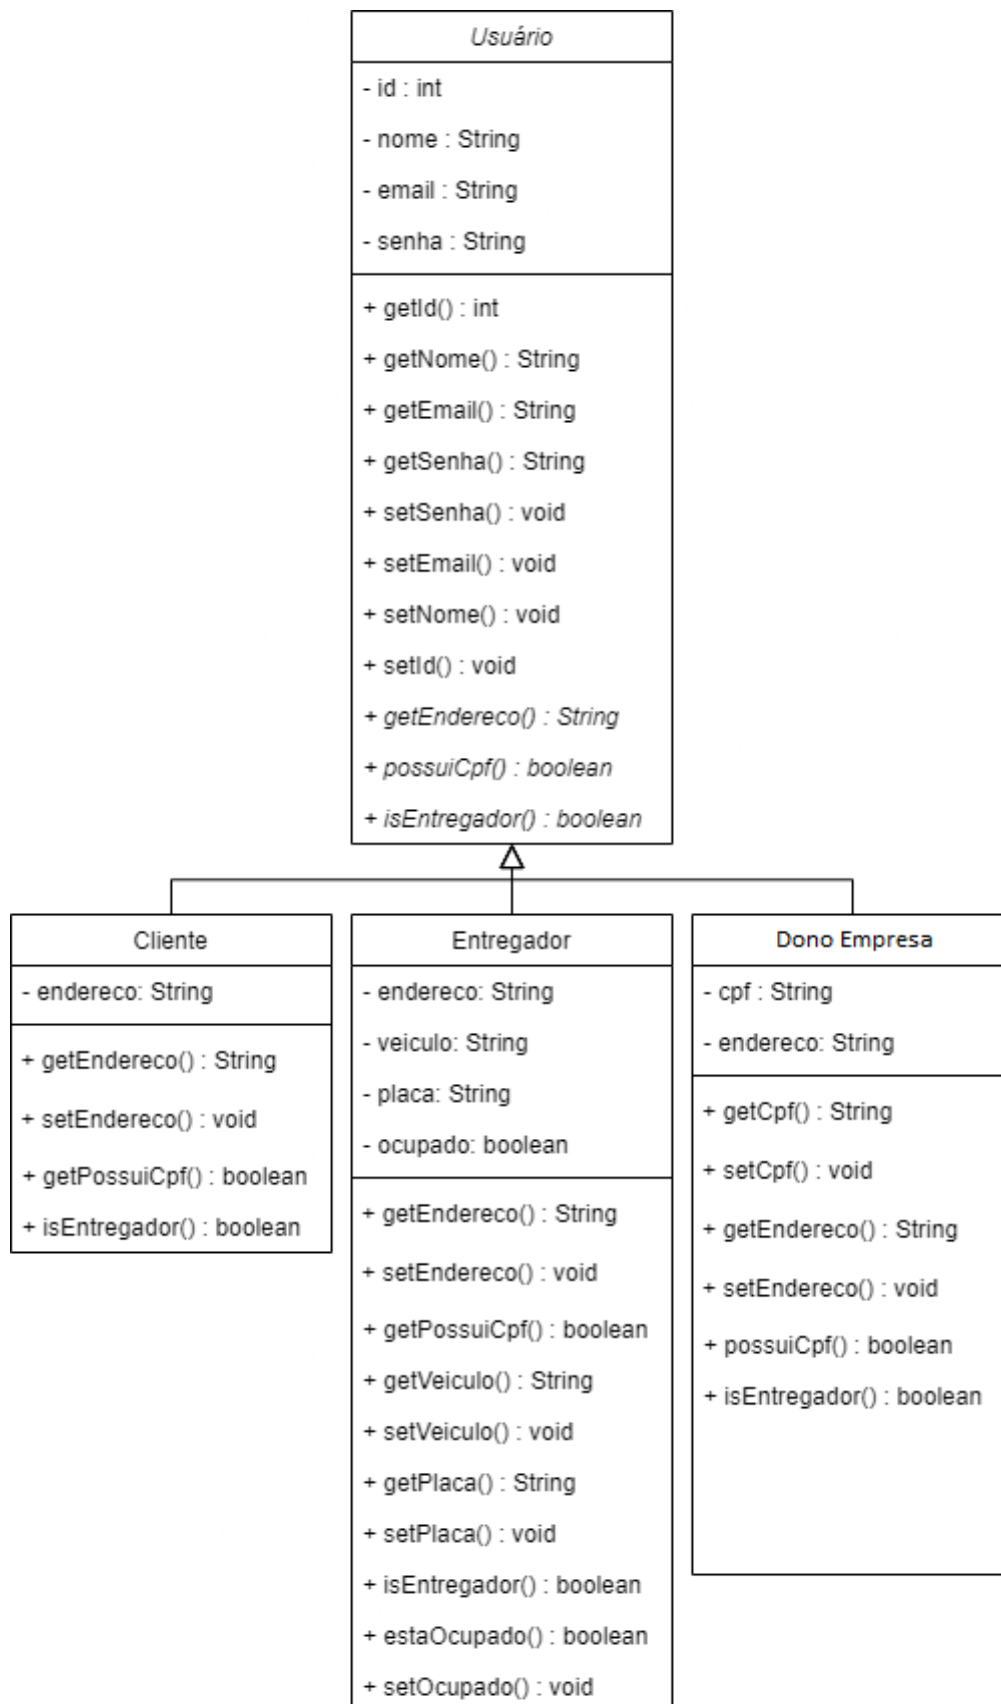 Usuário
- id : int
- nome : String
- email : String
- senha : String
+ getId() : int
+ getNome() : String
+ getEmail() : String
+ getSenha() : String
+ setSenha() : void
+ setEmail() : void
+ setNome() : void
+ setId() : void
+ getEndereco() : String
+ possuiCpf() : boolean
+ isEntregador() : boolean
Cliente
- endereco: String
+ getEndereco() : String
+ setEndereco() : void
+ getPossuiCpf() : boolean
+ isEntregador() : boolean
Entregador
- endereco: String
- veiculo: String
- placa: String
- ocupado: boolean
+ getEndereco() : String
+ setEndereco() : void
+ getPossuiCpf() : boolean
+ getVeiculo() : String
+ setVeiculo() : void
+ getPlaca() : String
+ setPlaca() : void
+ isEntregador() : boolean
+ estaOcupado() : boolean
+ setOcupado() : void
Dono Empresa
- cpf : String
- endereco: String
+ getCpf() : String
+ setCpf() : void
+ getEndereco() : String
+ setEndereco() : void
+ possuiCpf() : boolean
+ isEntregador() : boolean